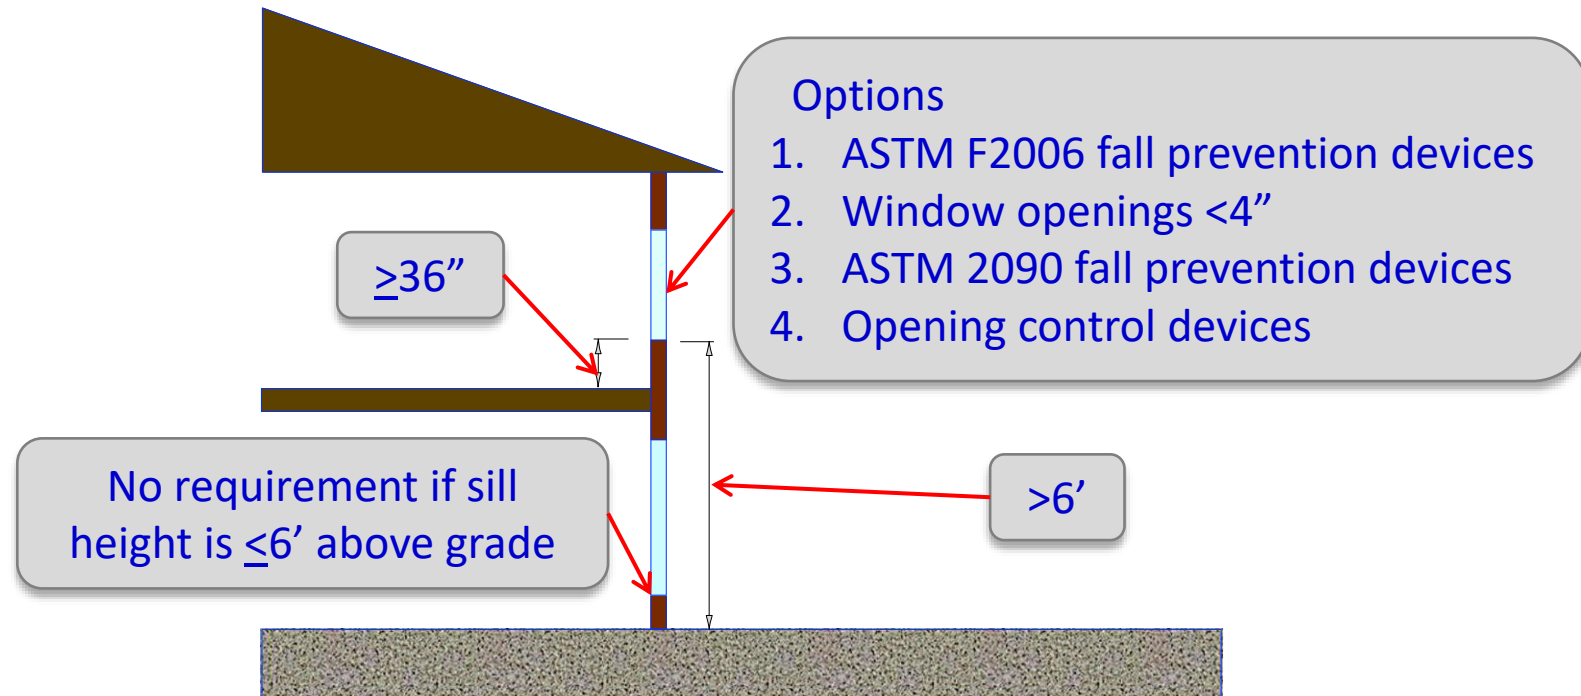 Options
1. ASTM F2006 fall prevention devices
2. Window openings <4”
3. ASTM 2090 fall prevention devices
4. Opening control devices
≥36”
No requirement if sill
height is ≤6’ above grade
>6’